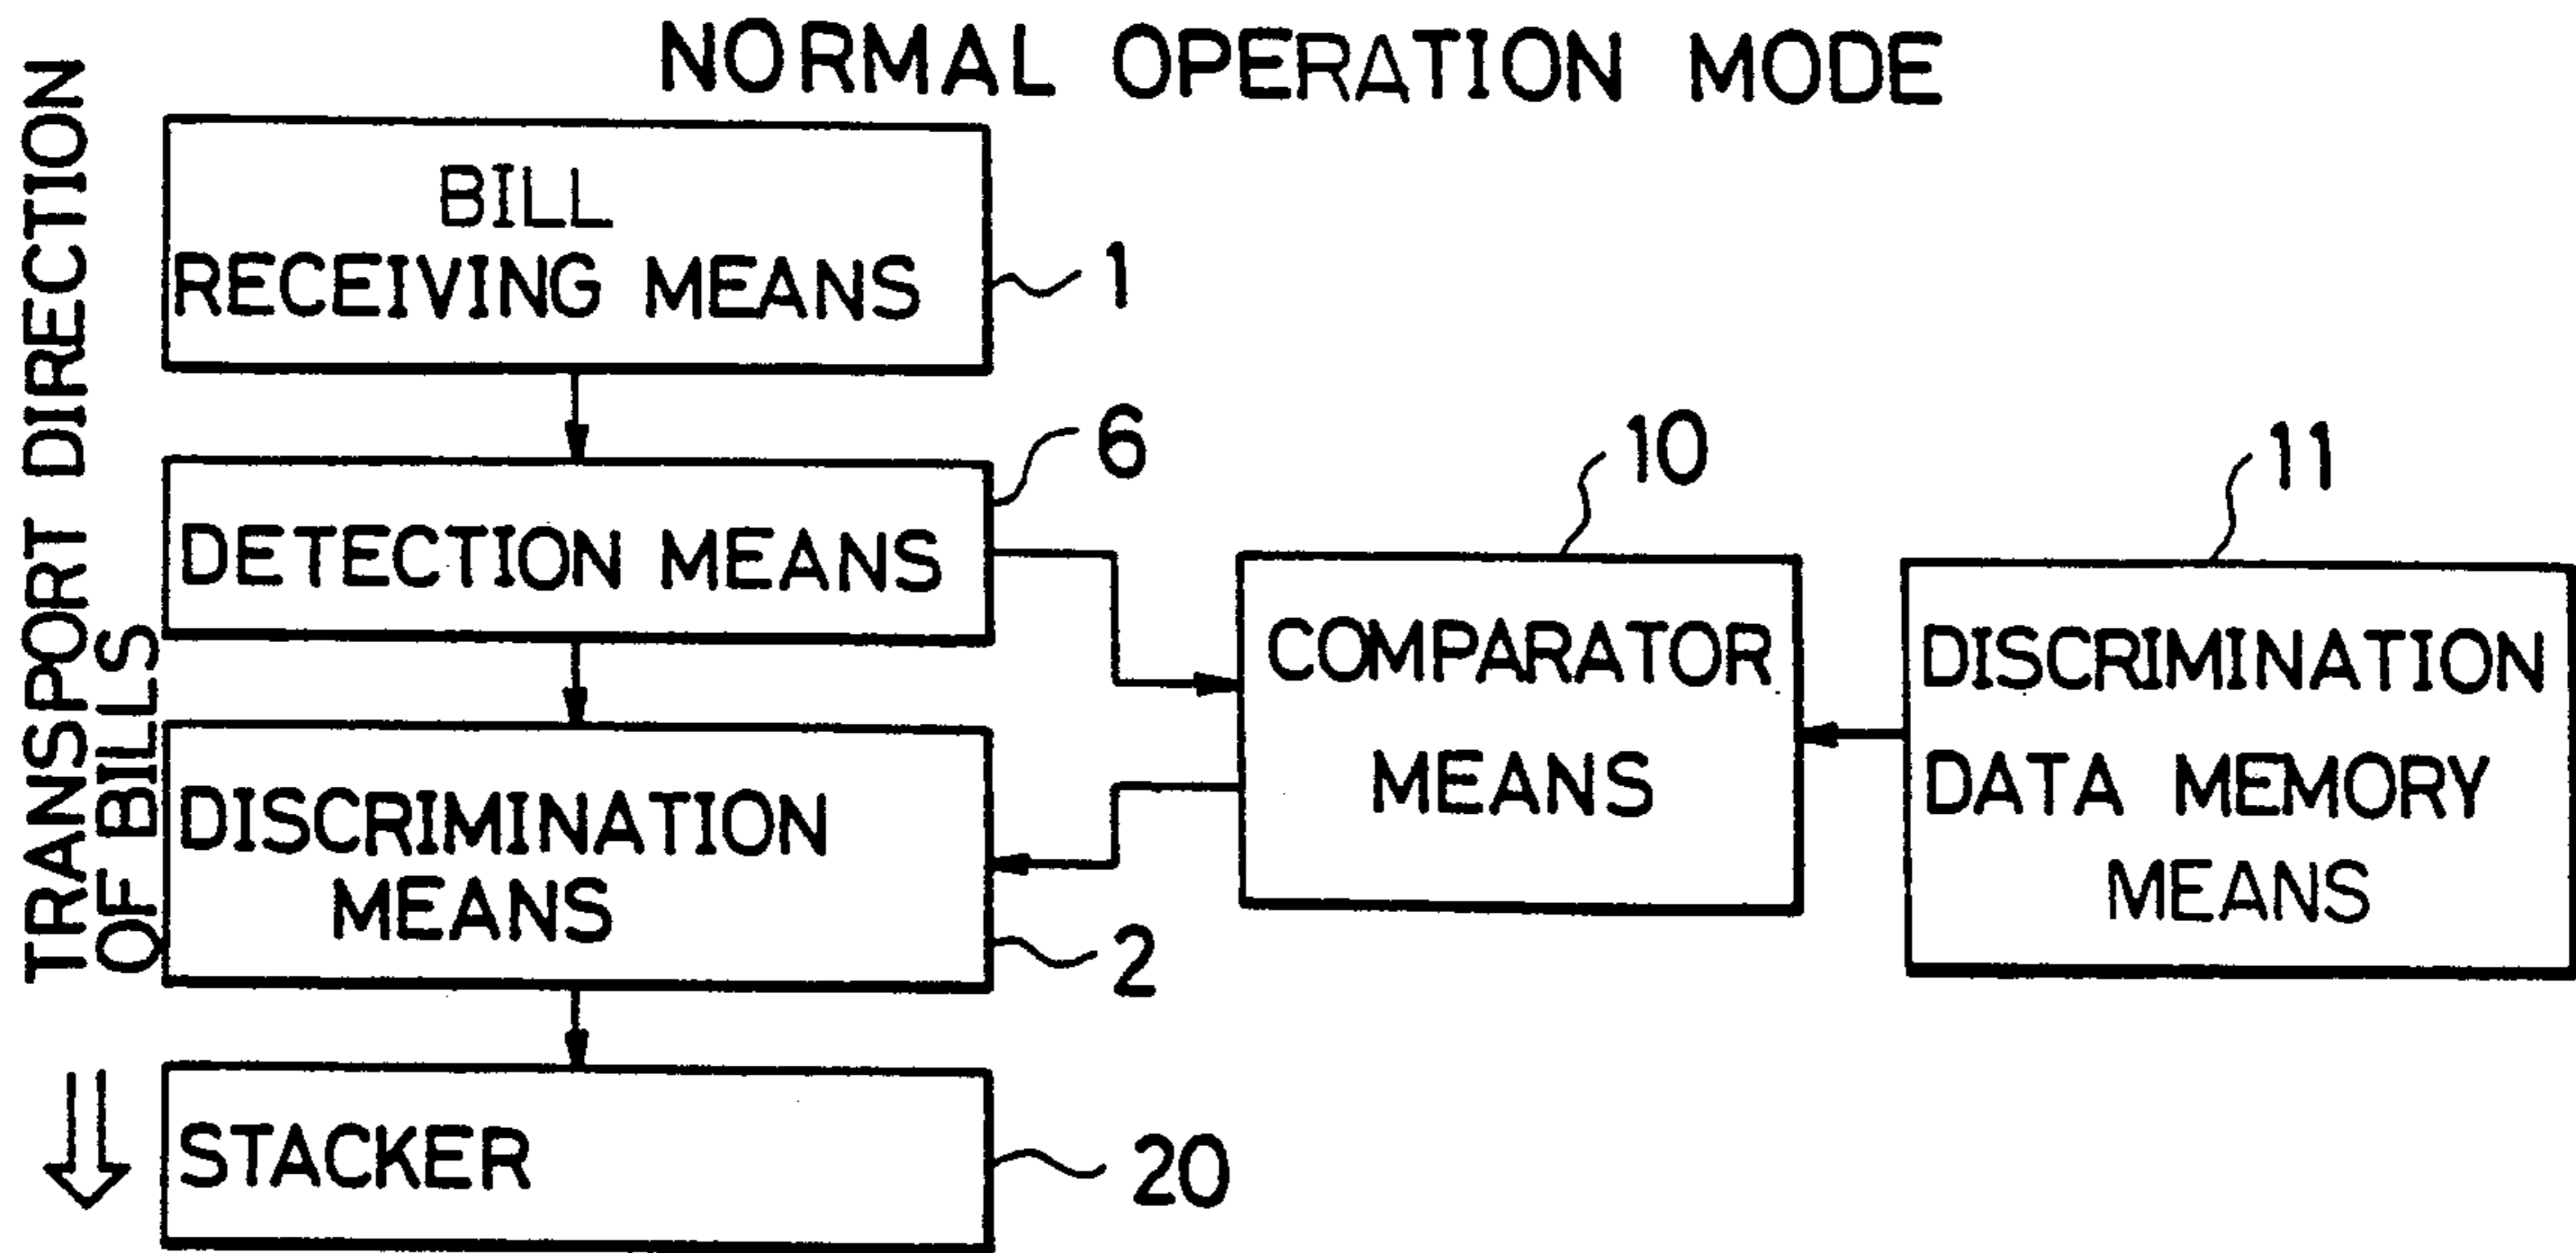 NORMAL OPERATION MODE
TRANSPORT DIRECTION
OF BILLS
BILL
RECEIVING MEANS
1
DETECTION MEANS
6
COMPARATOR
MEANS
10
DISCRIMINATION
DATA MEMORY
MEANS
11
DISCRIMINATION
MEANS
2
STACKER
20